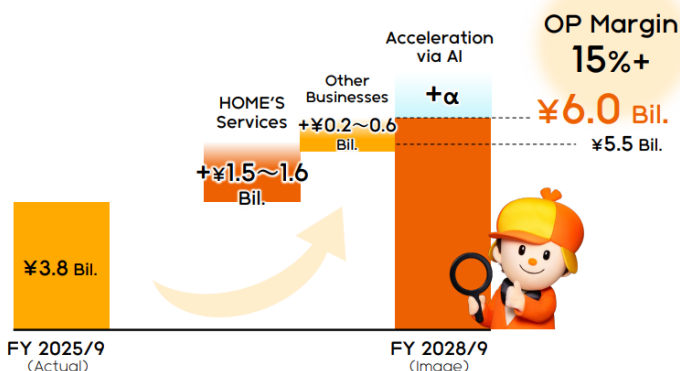 OP Margin
15%+
Acceleration
via AI
+α
¥6.0 Bil.
¥5.5 Bil.
Other
Businesses
+¥0.2~0.6
Bil.
HOME'S
Services
+¥1.5~1.6
Bil.
¥3.8 Bil.
FY 2025/9
(Actual)
FY 2028/9
(Image)